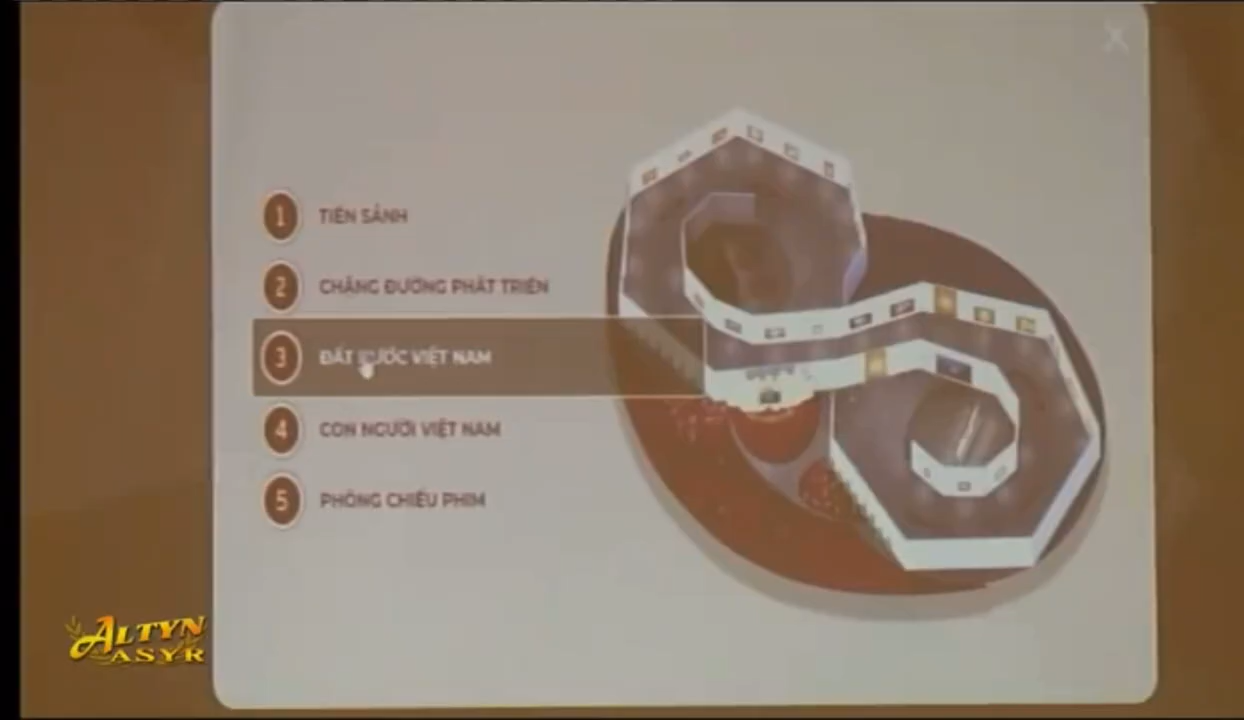 1 TIỀN SẢNH
2 CHẶNG ĐƯỜNG PHÁT TRIỂN
3 ĐẤT NƯỚC VIỆT NAM
4 CON NGƯỜI VIỆT NAM
5 PHÒNG CHIẾU PHIM
ALTYN
ASYR